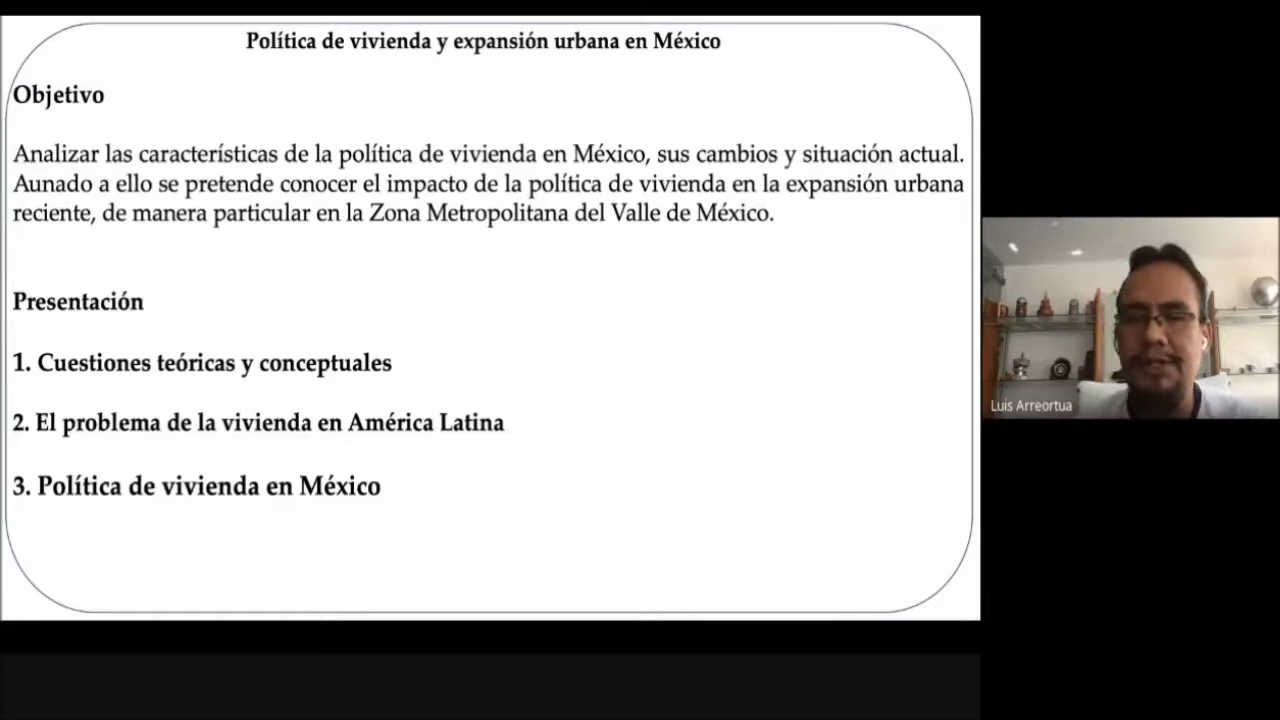 Política de vivienda y expansión urbana en México
Objetivo
Analizar las características de la política de vivienda en México, sus cambios y situación actual.
Aunado a ello se pretende conocer el impacto de la política de vivienda en la expansión urbana
reciente, de manera particular en la Zona Metropolitana del Valle de México.
Presentación
1. Cuestiones teóricas y conceptuales
2. El problema de la vivienda en América Latina
3. Política de vivienda en México
Luis Arreortua